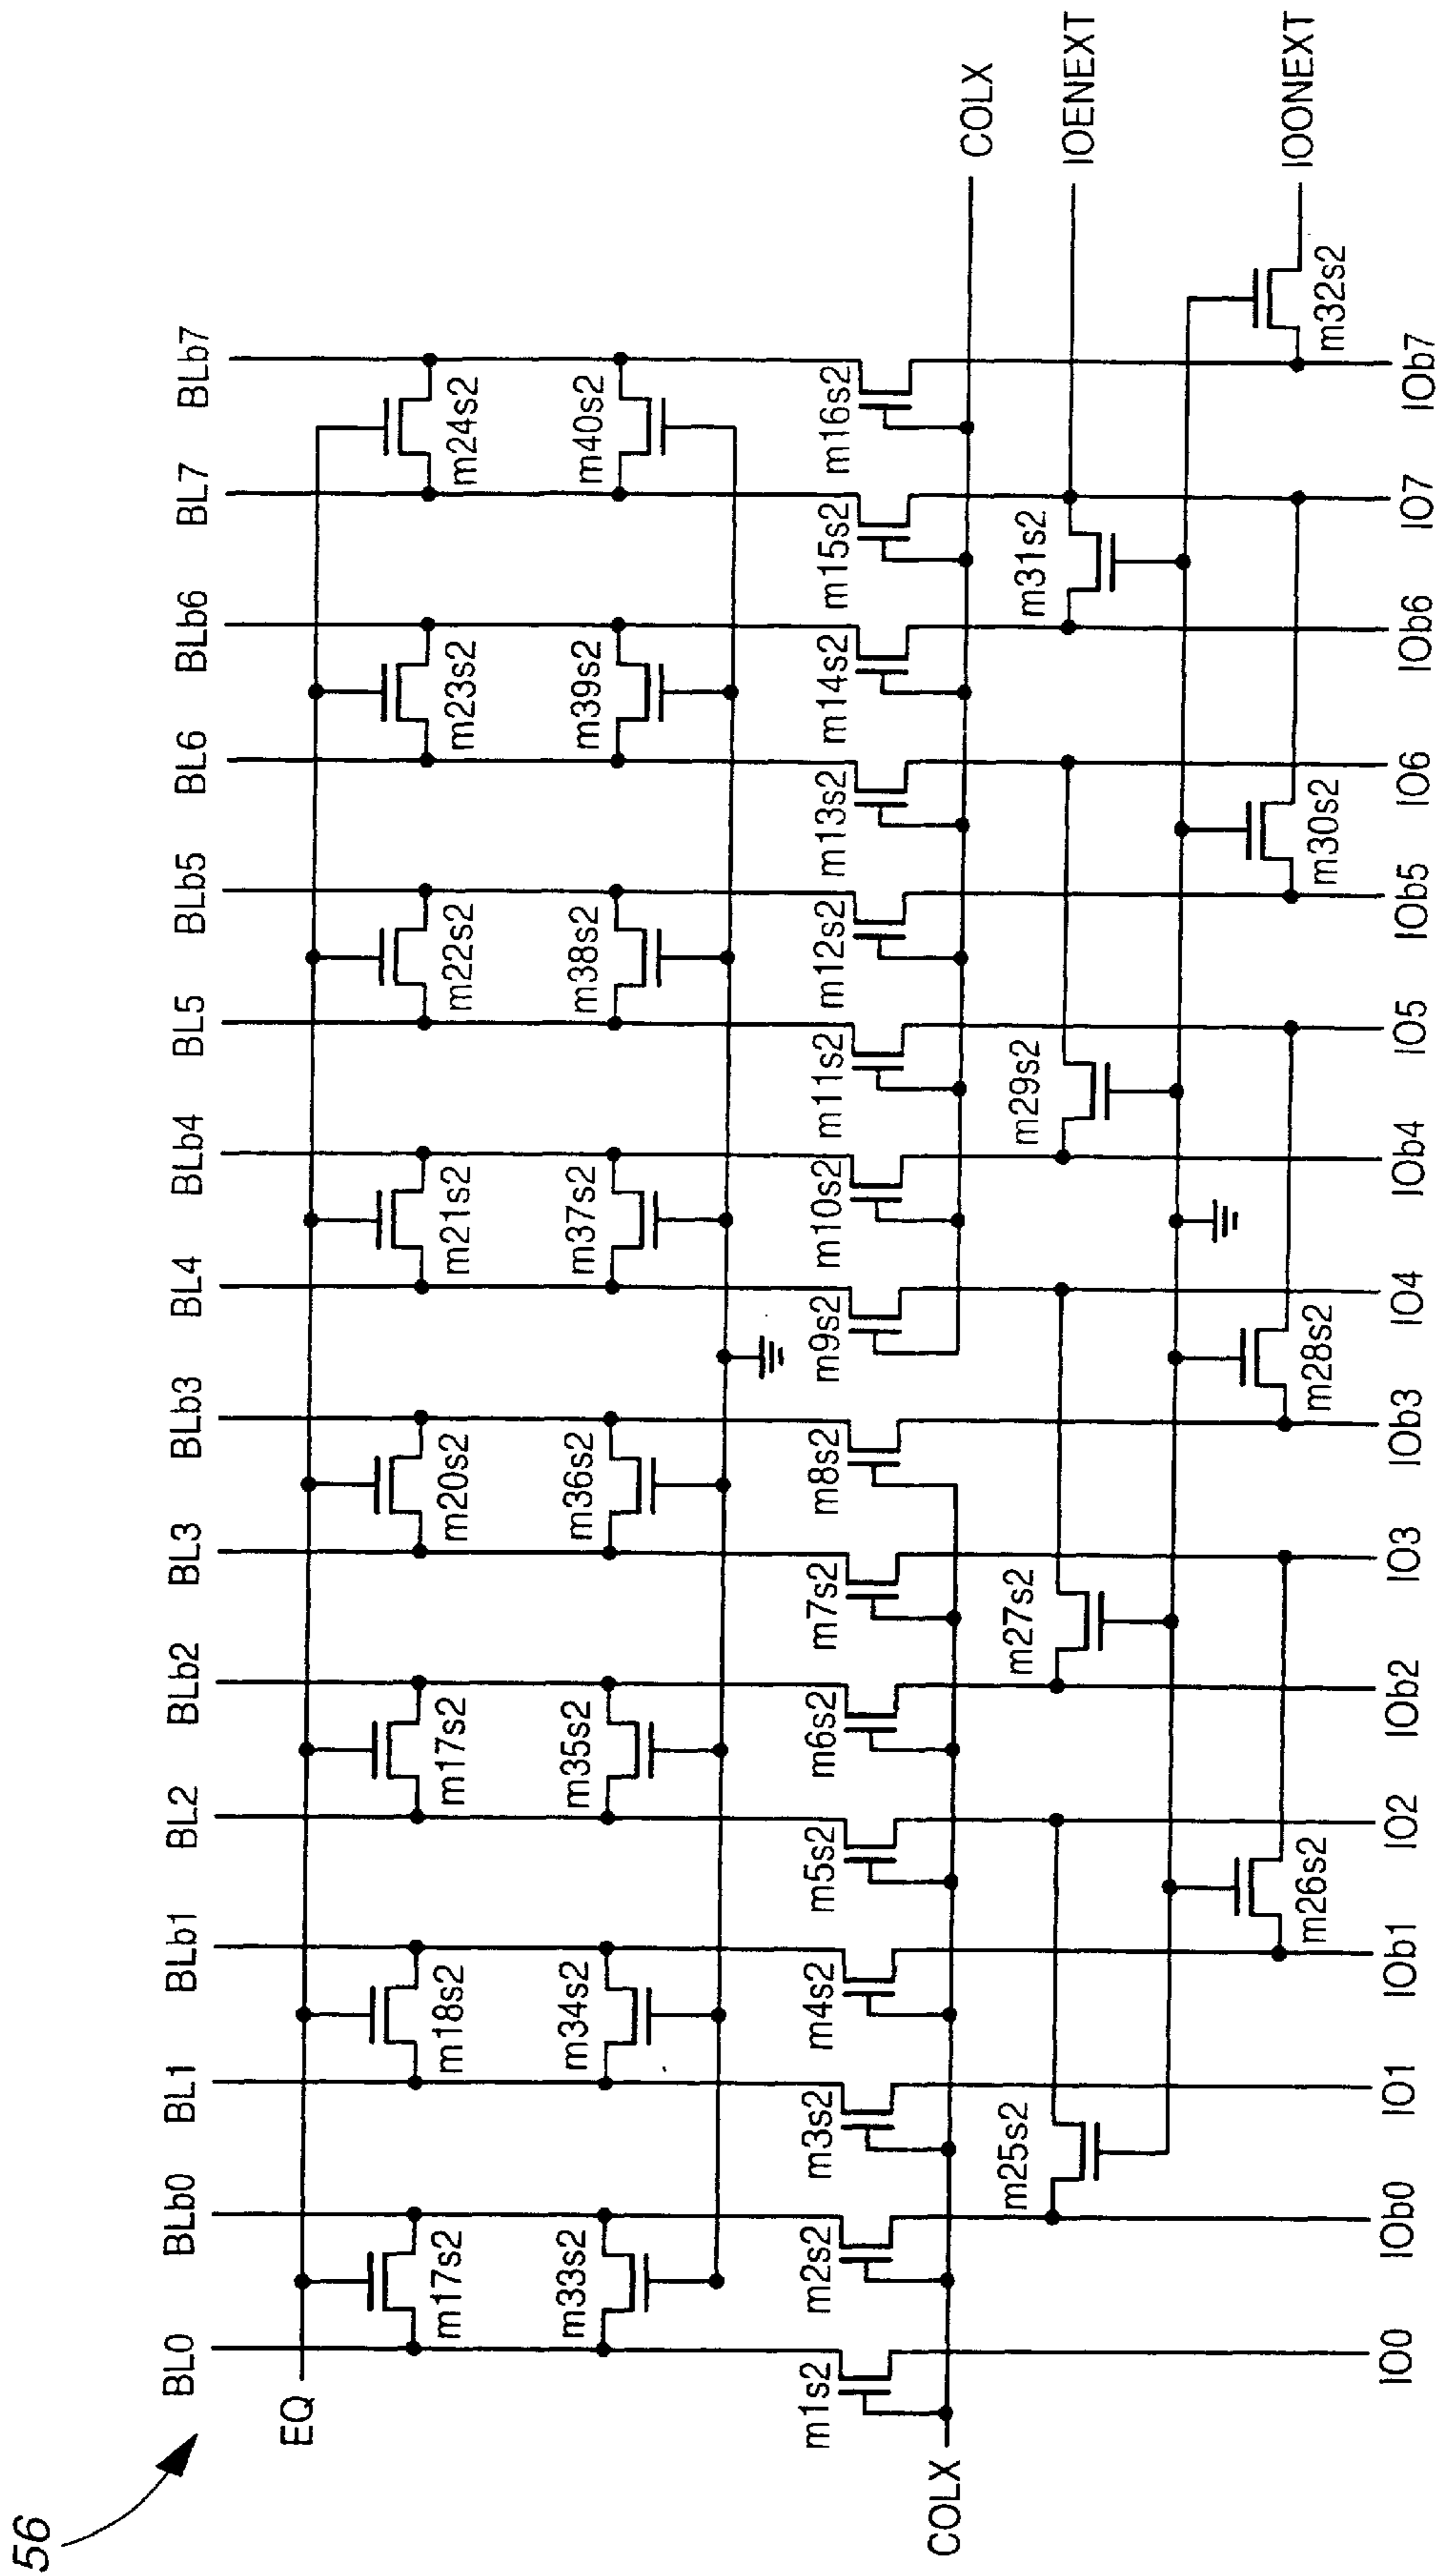 56
BL0 BLb0 BL1 BLb1 BL2 BLb2 BL3 BLb3 BL4 BLb4 BL5 BLb5 BL6 BLb6 BL7 BLb7
EQ
m17s2 m18s2 m17s2 m20s2 m21s2 m22s2 m23s2 m24s2
m33s2 m34s2 m35s2 m36s2 m37s2 m38s2 m39s2 m40s2
m1s2 m2s2 m3s2 m4s2 m5s2 m6s2 m7s2 m8s2 m9s2 m10s2 m11s2 m12s2 m13s2 m14s2 m15s2 m16s2
COLX COLX
m25s2 m27s2 m29s2 m31s2 IOENEXT
m26s2 m28s2 m30s2 m32s2 IOONEXT
IO0 IOb0 IO1 IOb1 IO2 IOb2 IO3 IOb3 IO4 IOb4 IO5 IOb5 IO6 IOb6 IO7 IOb7